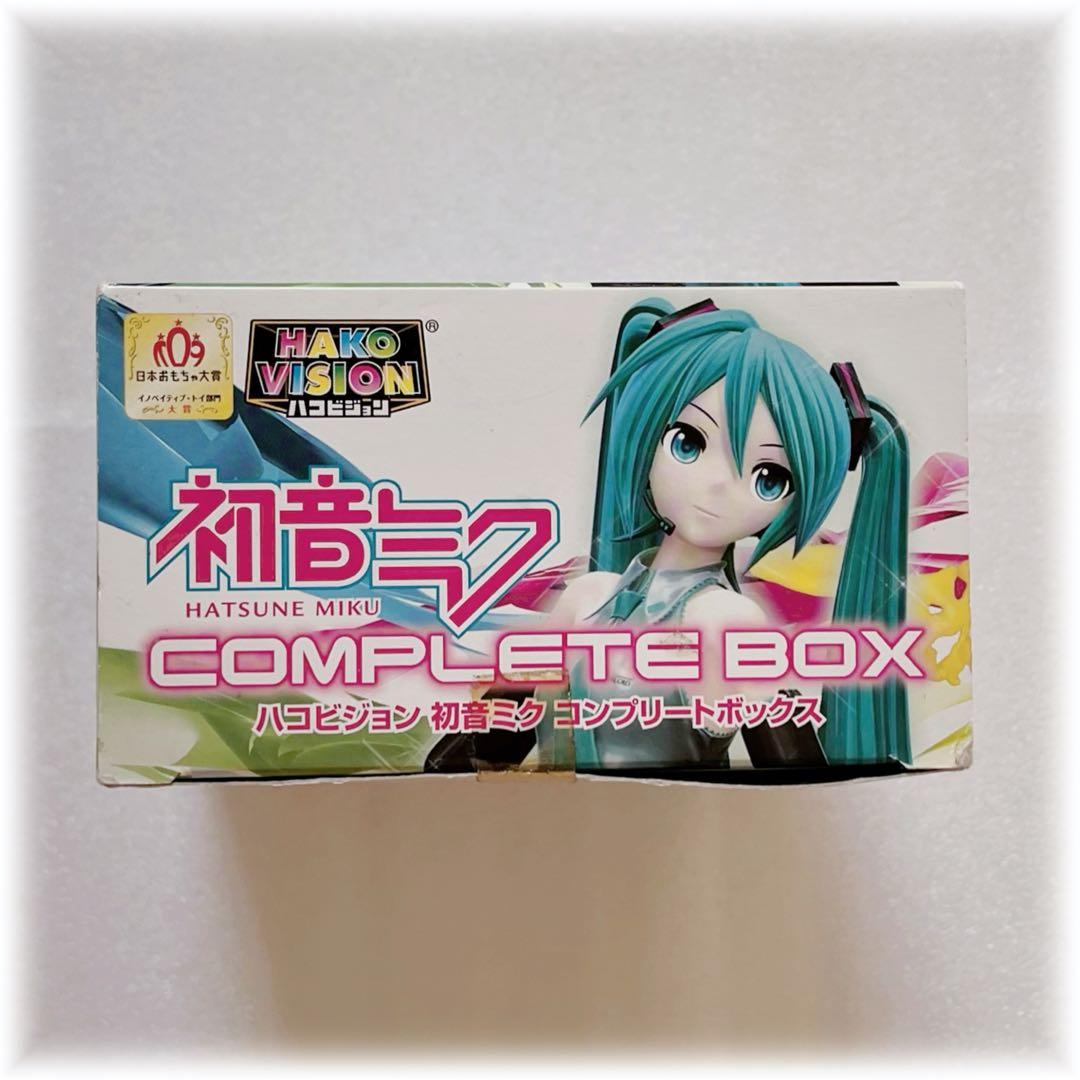 日本おもちゃ大賞
イノベイティブ・トイ部門
大賞
HAKO
VISION®
ハコビジョン
初音ミク
HATSUNE MIKU
COMPLETE BOX
ハコビジョン 初音ミク コンプリートボックス